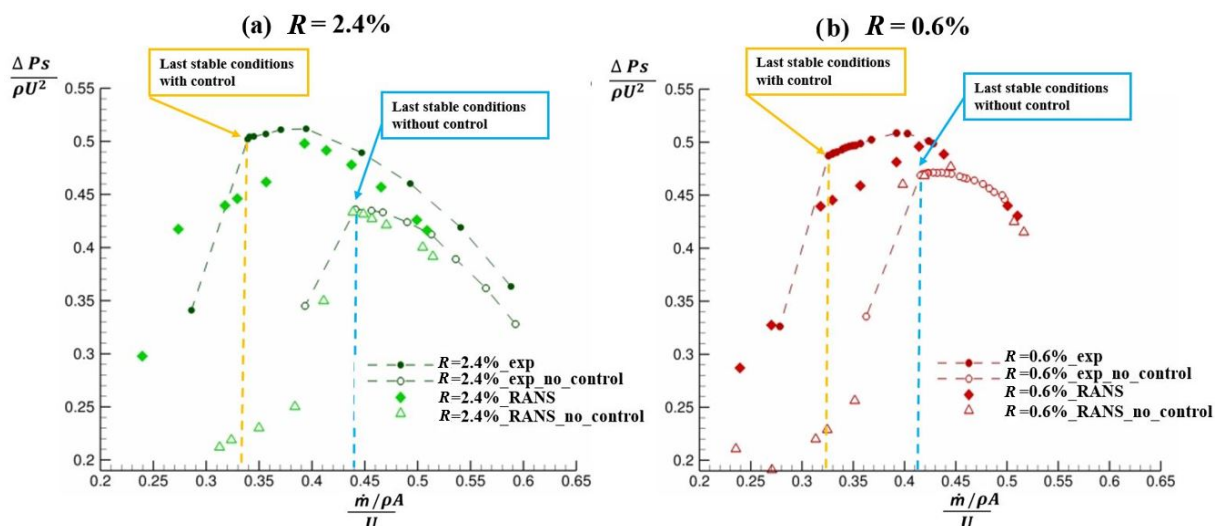 (a) R = 2.4%
Δ Ps
ρU²
Last stable conditions
with control
Last stable conditions
without control
0.55
0.5
0.45
0.4
0.35
0.3
0.25
0.2
R=2.4%_exp
R=2.4%_exp_no_control
R=2.4%_RANS
R=2.4%_RANS_no_control
0.2 0.25 0.3 0.35 0.4 0.45 0.5 0.55 0.6 0.65
ṁ/ρA
U
(b) R = 0.6%
Δ Ps
ρU²
Last stable conditions
with control
Last stable conditions
without control
0.55
0.5
0.45
0.4
0.35
0.3
0.25
0.2
R=0.6%_exp
R=0.6%_exp_no_control
R=0.6%_RANS
R=0.6%_RANS_no_control
0.2 0.25 0.3 0.35 0.4 0.45 0.5 0.55 0.6 0.65
ṁ/ρA
U